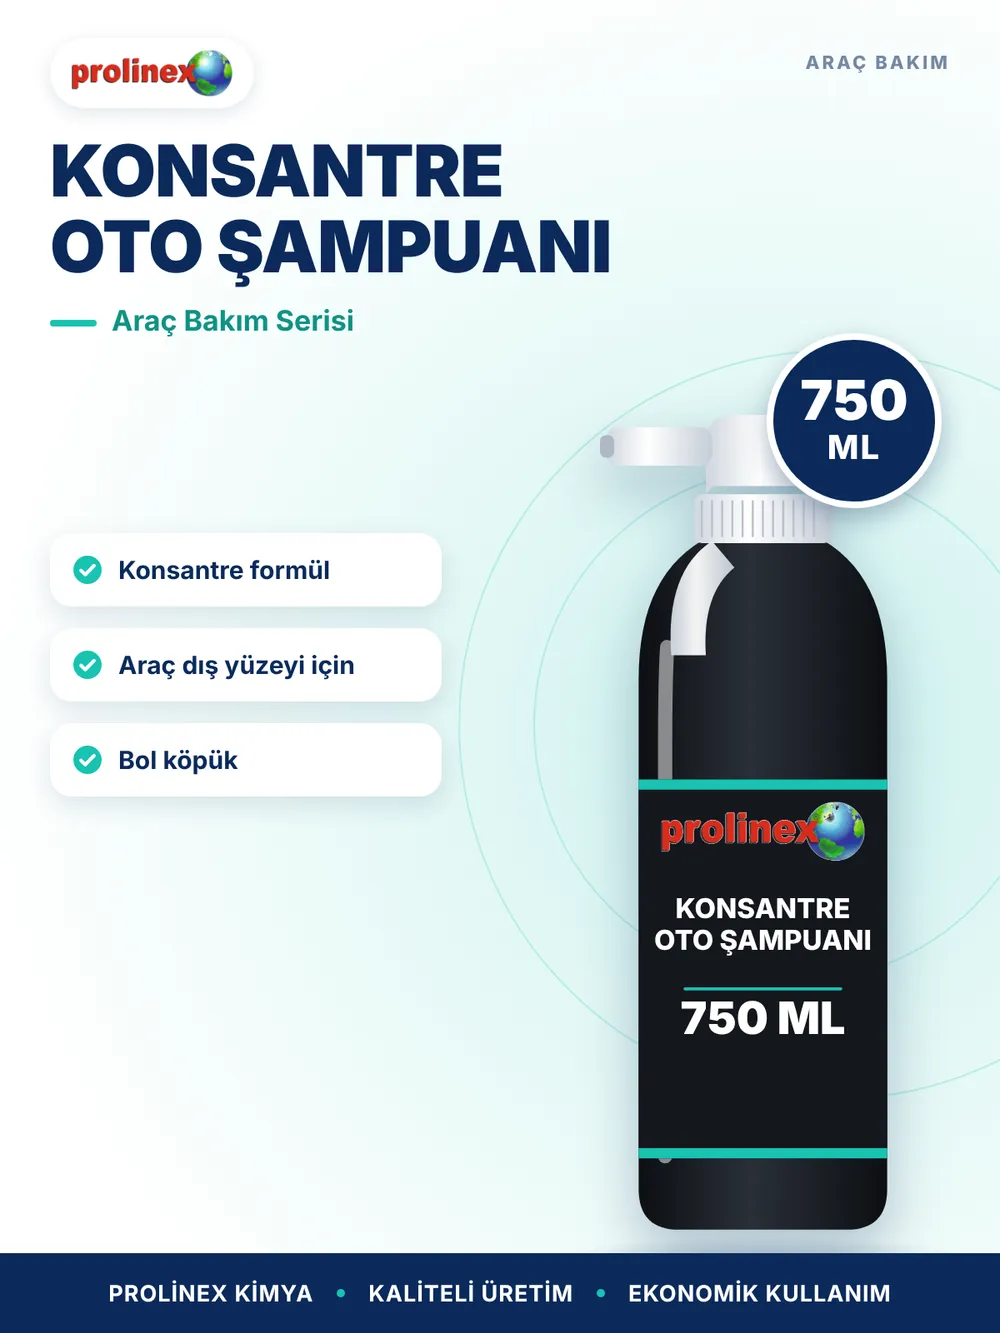 prolinex
ARAÇ BAKIM
KONSANTRE
OTO ŞAMPUANI
Araç Bakım Serisi
750
ML
Konsantre formül
Araç dış yüzeyi için
Bol köpük
prolinex
KONSANTRE
OTO ŞAMPUANI
750 ML
PROLİNEX KİMYA • KALİTELİ ÜRETİM • EKONOMİK KULLANIM